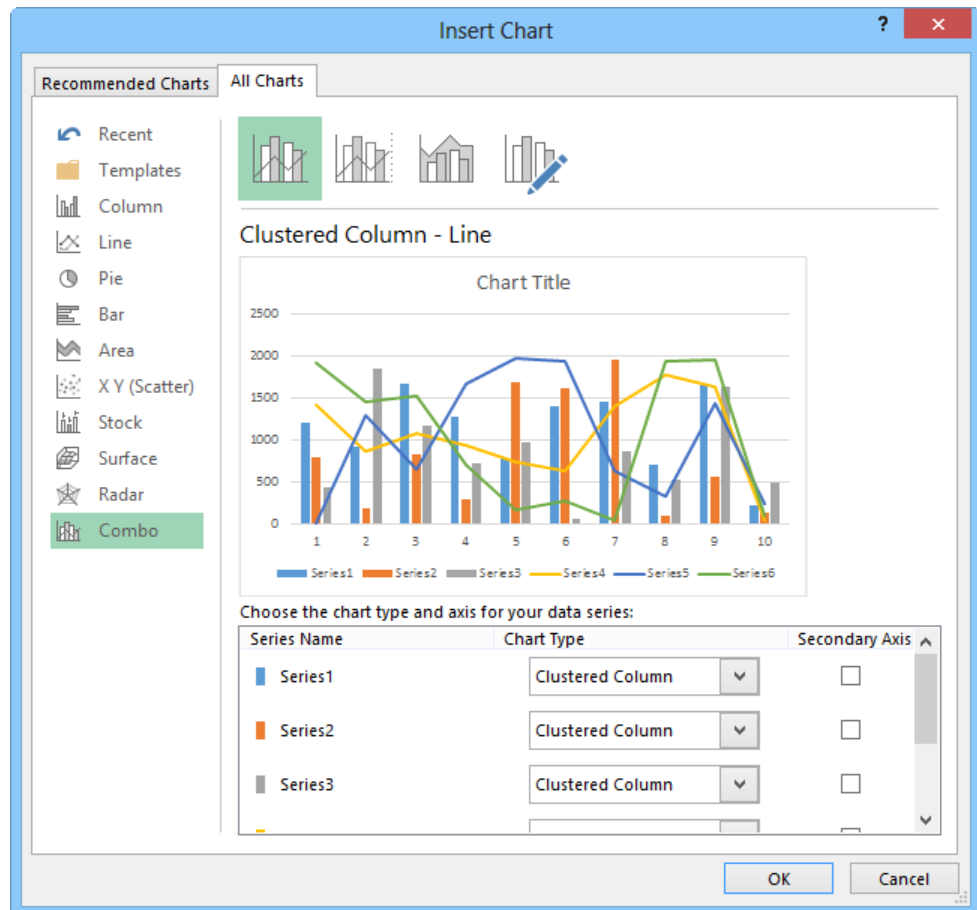 Insert Chart
? ×
Recommended Charts All Charts
Recent
Templates
Column
Line
Pie
Bar
Area
X Y (Scatter)
Stock
Surface
Radar
Combo
Clustered Column - Line
Chart Title
2500
2000
1500
1000
500
0
1 2 3 4 5 6 7 8 9 10
Series1 Series2 Series3 Series4 Series5 Series6
Choose the chart type and axis for your data series:
Series Name Chart Type Secondary Axis
Series1 Clustered Column
Series2 Clustered Column
Series3 Clustered Column
OK Cancel